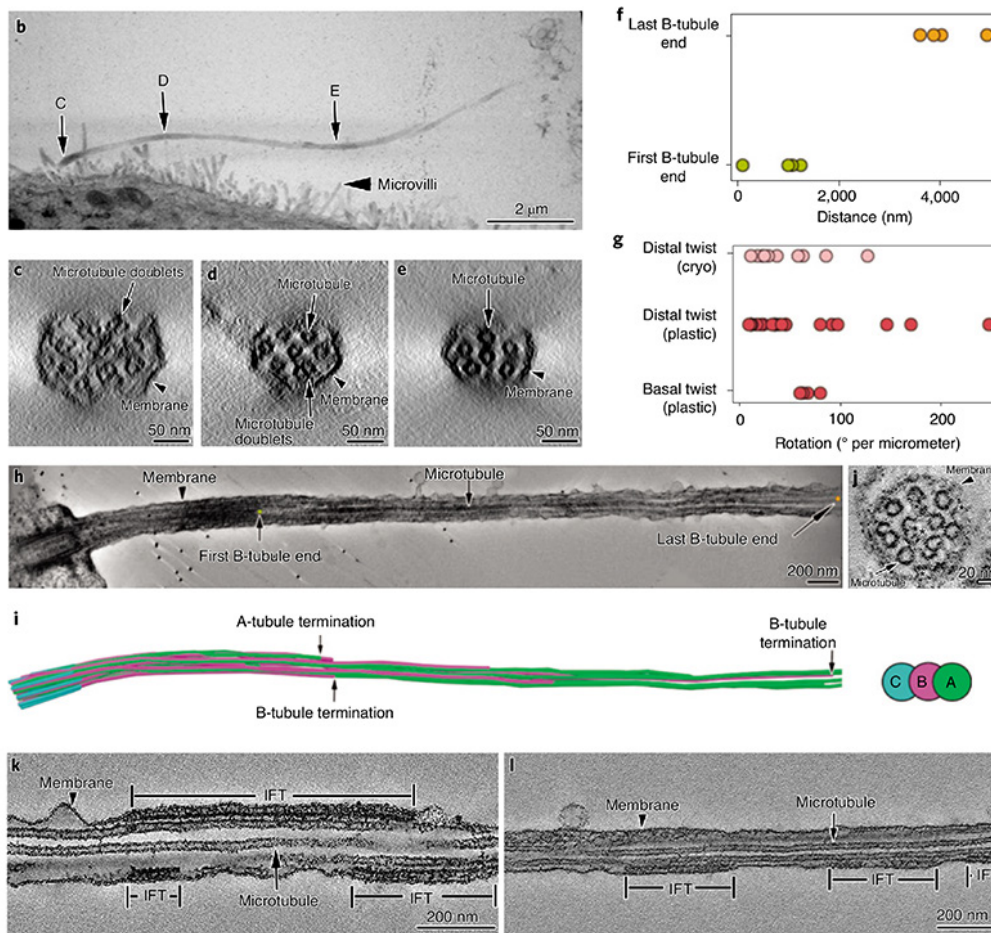 b
C
D
E
Microvilli
2 μm
f
Last B-tubule
end
First B-tubule
end
0
2,000
4,000
Distance (nm)
c
Microtubule doublets
Membrane
50 nm
d
Microtubule
Membrane
Microtubule
doublets
50 nm
e
Microtubule
Membrane
50 nm
g
Distal twist
(cryo)
Distal twist
(plastic)
Basal twist
(plastic)
0
100
200
Rotation (° per micrometer)
h
Membrane
Microtubule
First B-tubule end
Last B-tubule end
200 nm
j
Membrane
Microtubule
20 n
i
A-tubule termination
B-tubule
termination
B-tubule termination
C B A
k
Membrane
IFT
IFT
Microtubule
IFT
200 nm
l
Membrane
Microtubule
IFT
IFT
200 nm